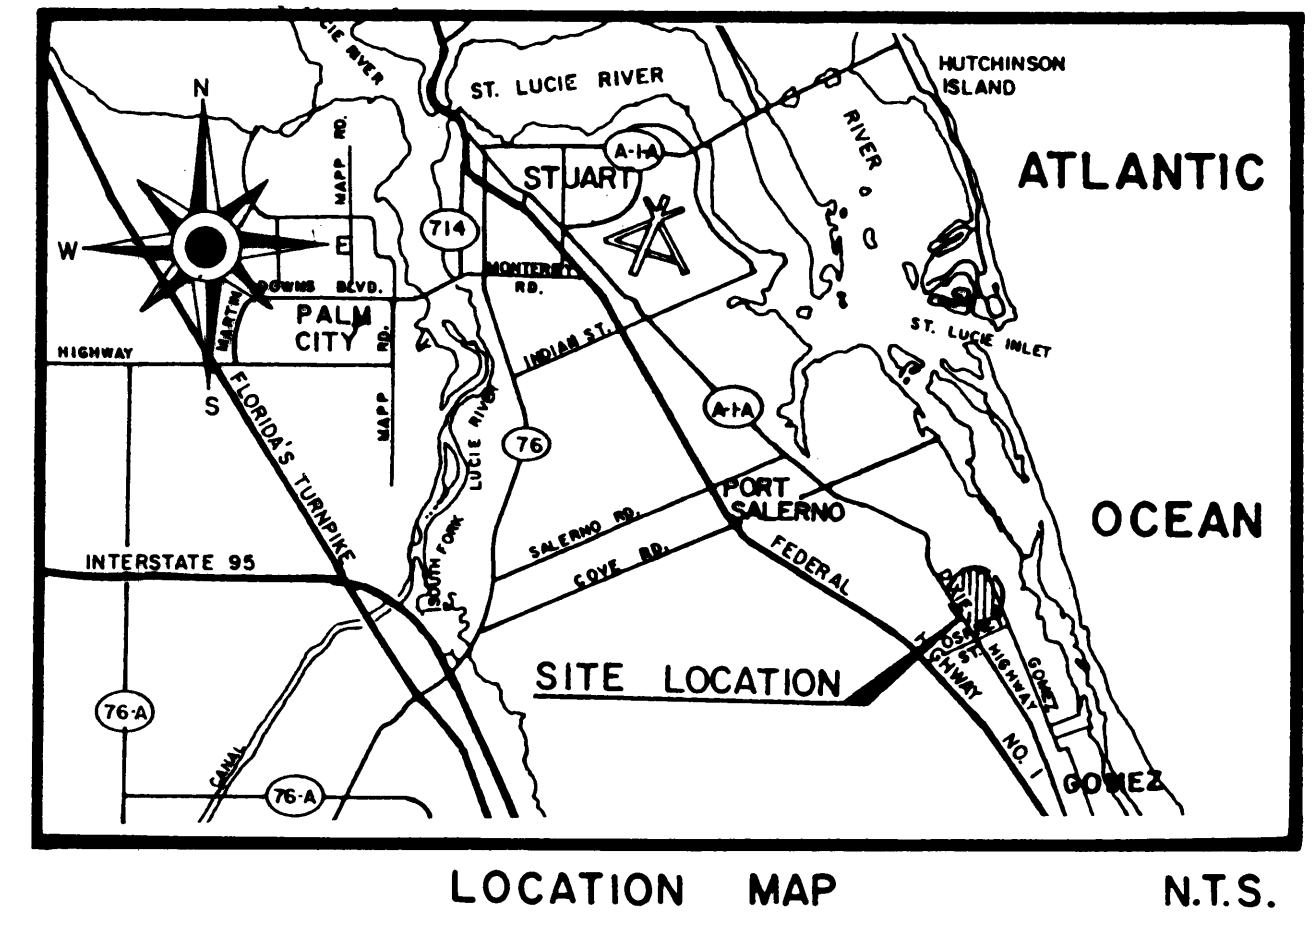 CIE RIVER
ST. LUCIE RIVER
HUTCHINSON
ISLAND
N
MAPP RD.
A-1-A
RIVER
ATLANTIC
STUART
714
W
E
MONTEREY
RD.
DOWNS BLVD.
MARTIN
PALM
CITY
HIGHWAY
INDIAN ST.
ST. LUCIE INLET
MAPP RD.
S
FLORIDA'S TURNPIKE
LUCIE RIVER
A-1-A
76
PORT
SALERNO
OCEAN
SALERNO RD.
COVE RD.
SOUTH FORK
FEDERAL
INTERSTATE 95
HIGHWAY
NO. 1
ST.
HIGHWAY
GOMEZ
SITE LOCATION
76-A
CANAL
76-A
GOMEZ
LOCATION MAP
N.T.S.